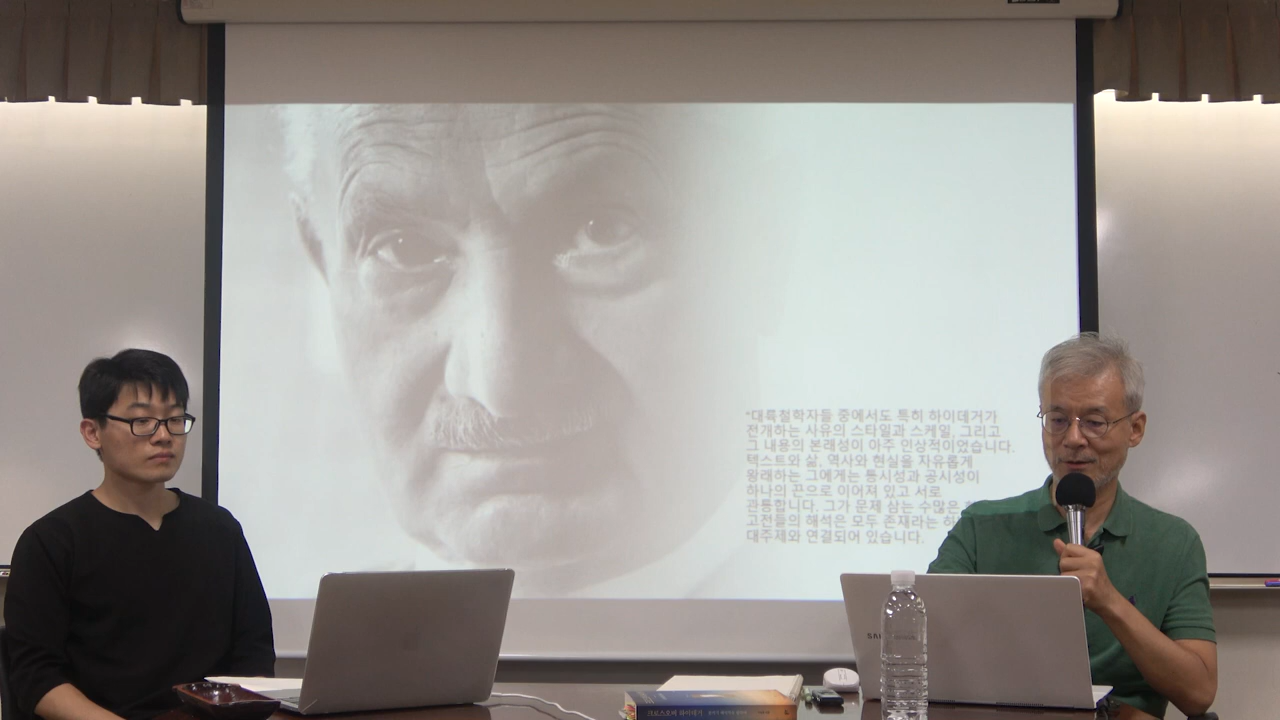 "대륙철학자들 중에서도 특히 하이데거가
전개하는 사유의 스타일과 스케일, 그리고
그 내용의 본래성이 아주 인상적이었습니다.
텍스트와 삶, 역사와 현실을 자유롭게
왕래하는 그에게는 통시성과 공시성이
하나의 끈으로 이어져 있고 서로
관통합니다. 그가 문제 삼는 수많은
고전들의 해석은 모두 존재라는
대주제와 연결되어 있습니다.
크로스오버 하이데거